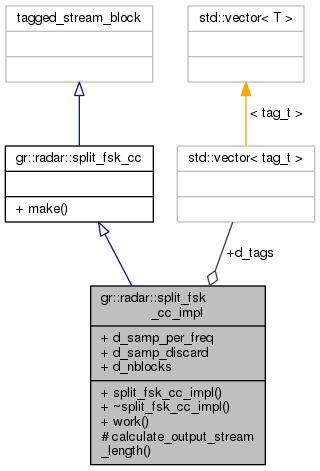 tagged_stream_block
std::vector< T >
< tag_t >
gr::radar::split_fsk_cc
+ make()
std::vector< tag_t >
+d_tags
gr::radar::split_fsk
_cc_impl
+ d_samp_per_freq
+ d_samp_discard
+ d_nblocks
+ split_fsk_cc_impl()
+ ~split_fsk_cc_impl()
+ work()
# calculate_output_stream
_length()